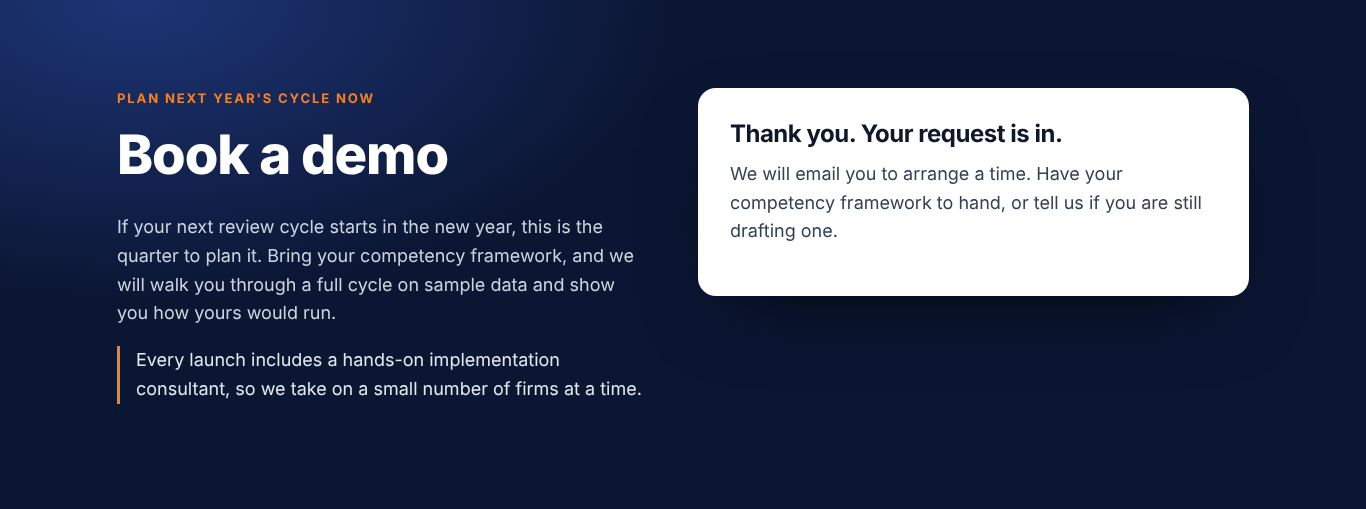 PLAN NEXT YEAR'S CYCLE NOW
Book a demo
If your next review cycle starts in the new year, this is the
quarter to plan it. Bring your competency framework, and we
will walk you through a full cycle on sample data and show
you how yours would run.
Every launch includes a hands-on implementation
consultant, so we take on a small number of firms at a time.
Thank you. Your request is in.
We will email you to arrange a time. Have your
competency framework to hand, or tell us if you are still
drafting one.